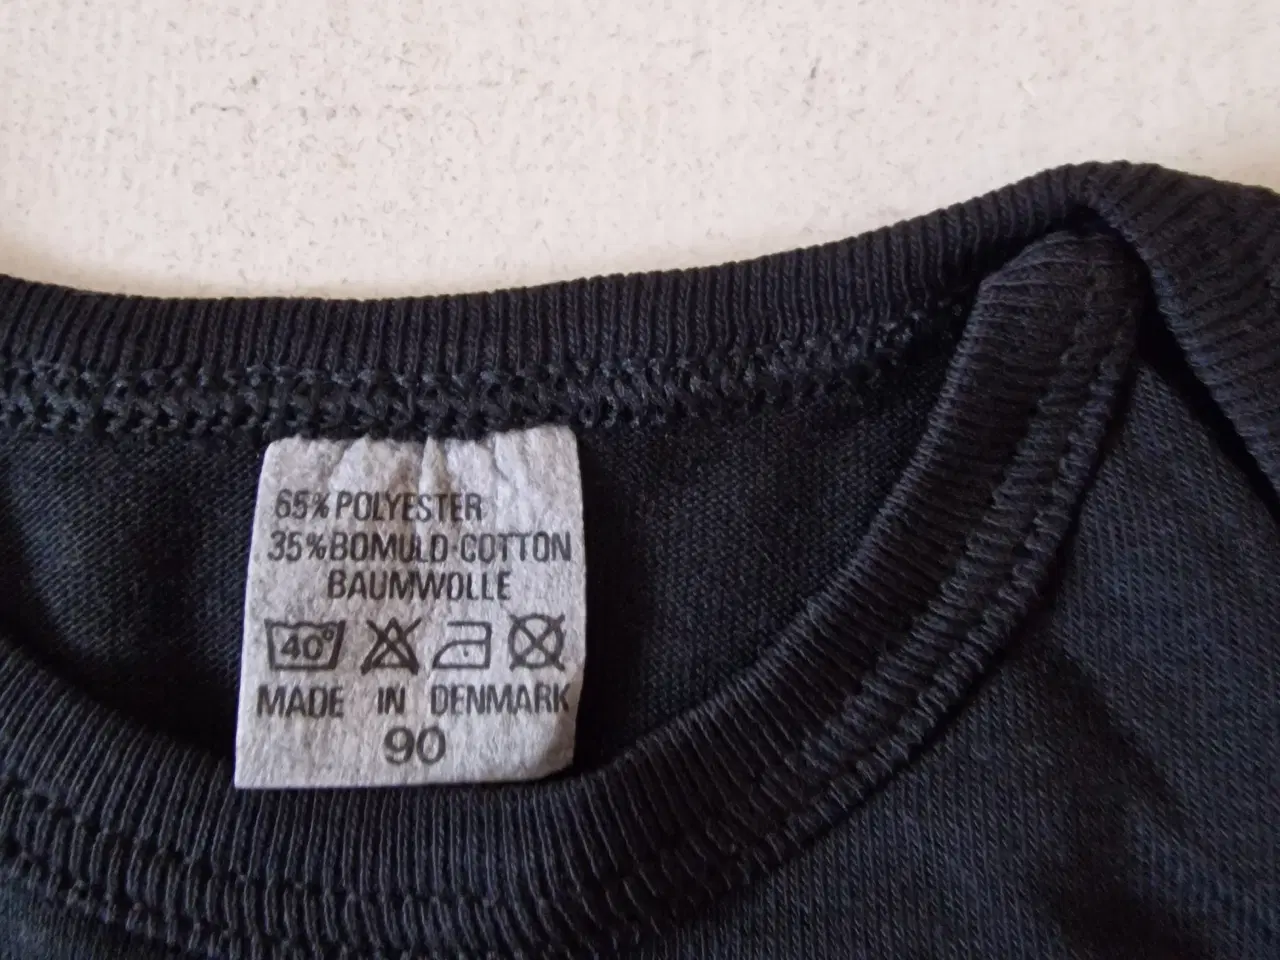 65% POLYESTER
35% BOMULD·COTTON
BAUMWOLLE
40°
MADE IN DENMARK
90